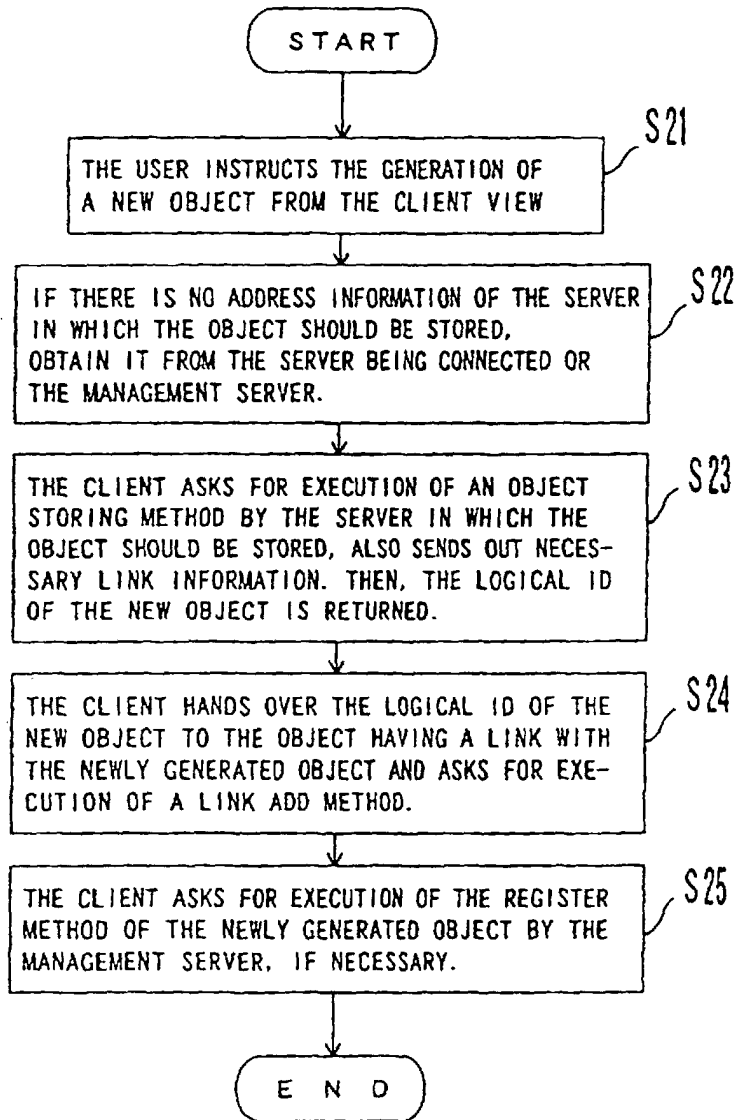 START
S21
THE USER INSTRUCTS THE GENERATION OF
A NEW OBJECT FROM THE CLIENT VIEW
S22
IF THERE IS NO ADDRESS INFORMATION OF THE SERVER
IN WHICH THE OBJECT SHOULD BE STORED,
OBTAIN IT FROM THE SERVER BEING CONNECTED OR
THE MANAGEMENT SERVER.
S23
THE CLIENT ASKS FOR EXECUTION OF AN OBJECT
STORING METHOD BY THE SERVER IN WHICH THE
OBJECT SHOULD BE STORED, ALSO SENDS OUT NECES-
SARY LINK INFORMATION. THEN, THE LOGICAL ID
OF THE NEW OBJECT IS RETURNED.
S24
THE CLIENT HANDS OVER THE LOGICAL ID OF THE
NEW OBJECT TO THE OBJECT HAVING A LINK WITH
THE NEWLY GENERATED OBJECT AND ASKS FOR EXE-
CUTION OF A LINK ADD METHOD.
S25
THE CLIENT ASKS FOR EXECUTION OF THE REGISTER
METHOD OF THE NEWLY GENERATED OBJECT BY THE
MANAGEMENT SERVER, IF NECESSARY.
END